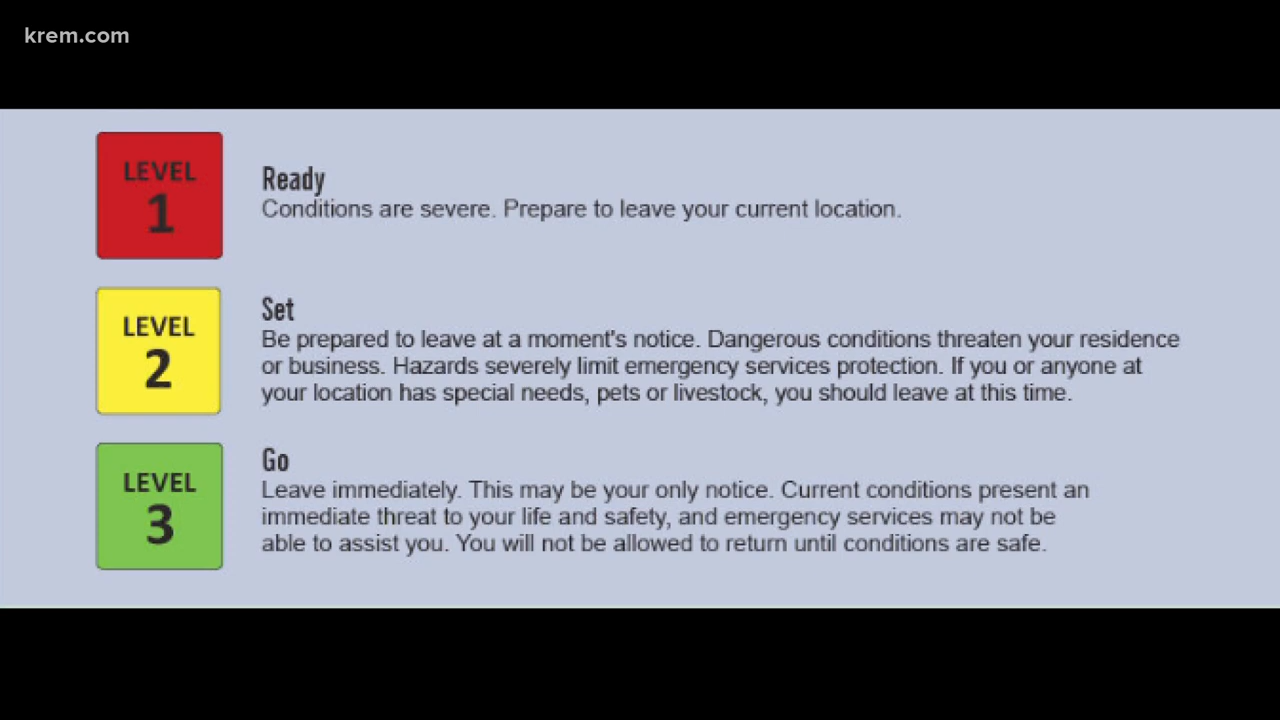 krem.com
LEVEL
1
Ready
Conditions are severe. Prepare to leave your current location.
LEVEL
2
Set
Be prepared to leave at a moment's notice. Dangerous conditions threaten your residence
or business. Hazards severely limit emergency services protection. If you or anyone at
your location has special needs, pets or livestock, you should leave at this time.
LEVEL
3
Go
Leave immediately. This may be your only notice. Current conditions present an
immediate threat to your life and safety, and emergency services may not be
able to assist you. You will not be allowed to return until conditions are safe.